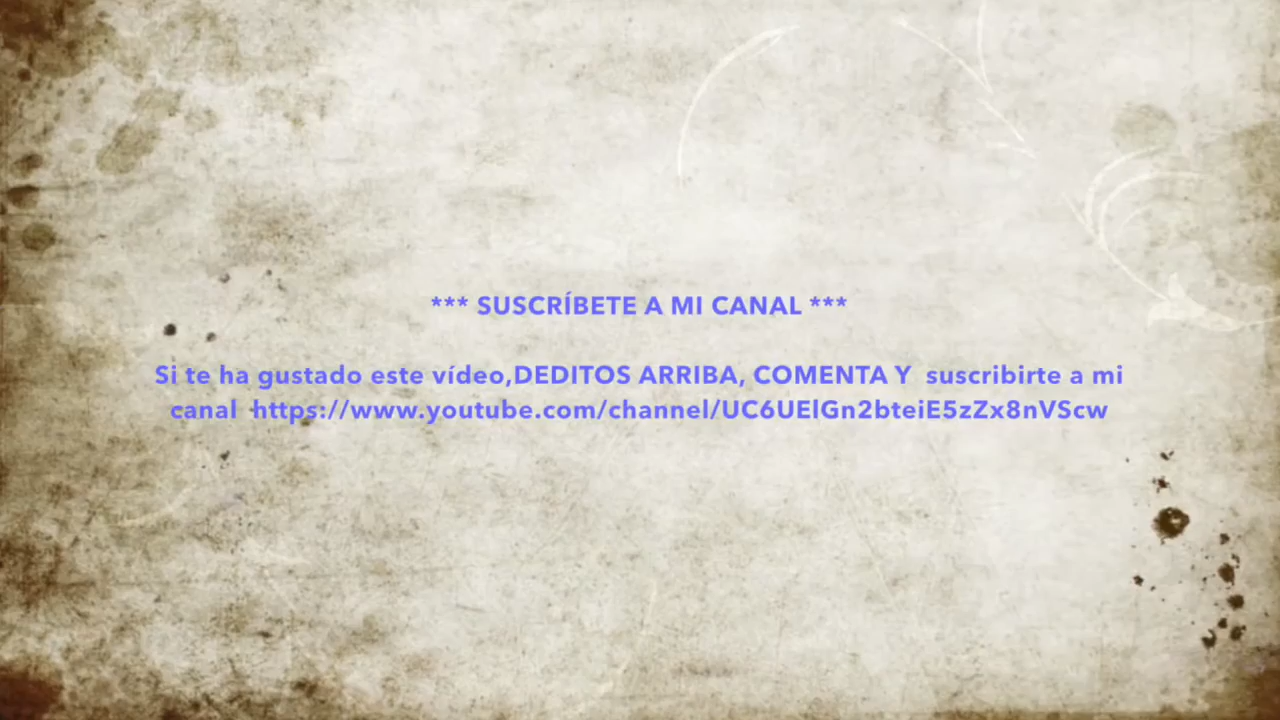 *** SUSCRÍBETE A MI CANAL ***
Si te ha gustado este vídeo,DEDITOS ARRIBA, COMENTA Y  suscribirte a mi
canal  https://www.youtube.com/channel/UC6UElGn2bteiE5zZx8nVScw